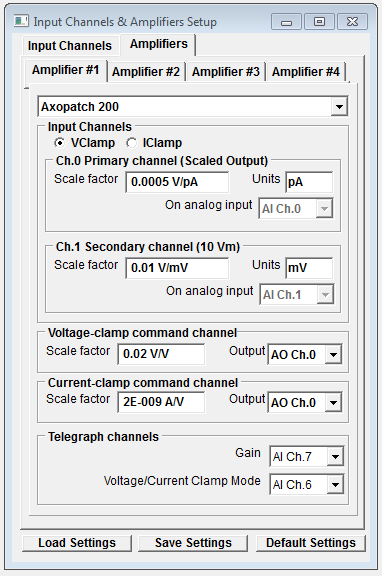 Input Channels & Amplifiers Setup
Input Channels Amplifiers
Amplifier #1 Amplifier #2 Amplifier #3 Amplifier #4
Axopatch 200
Input Channels
VClamp IClamp
Ch.0 Primary channel (Scaled Output)
Scale factor 0.0005 V/pA Units pA
On analog input AI Ch.0
Ch.1 Secondary channel (10 Vm)
Scale factor 0.01 V/mV Units mV
On analog input AI Ch.1
Voltage-clamp command channel
Scale factor 0.02 V/V Output AO Ch.0
Current-clamp command channel
Scale factor 2E-009 A/V Output AO Ch.0
Telegraph channels
Gain AI Ch.7
Voltage/Current Clamp Mode AI Ch.6
Load Settings Save Settings Default Settings